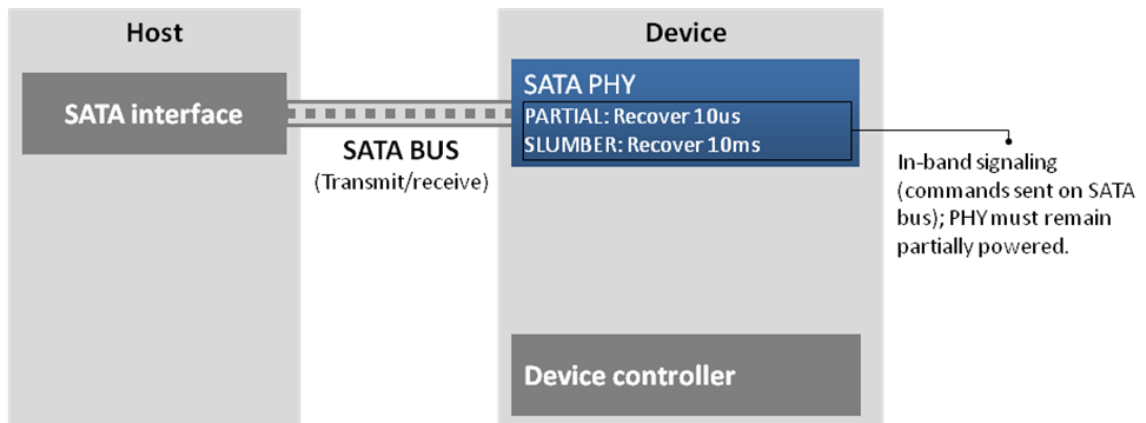 Host
Device
SATA interface
SATA PHY
PARTIAL: Recover 10us
SLUMBER: Recover 10ms
SATA BUS
(Transmit/receive)
In-band signaling
(commands sent on SATA
bus); PHY must remain
partially powered.
Device controller